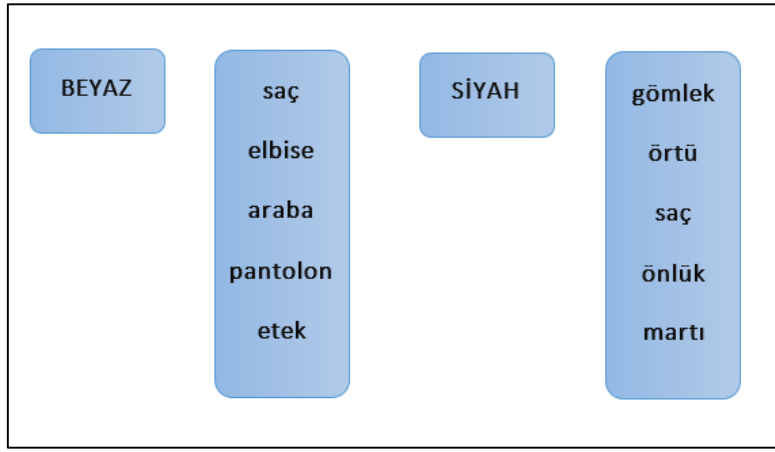 BEYAZ
saç
elbise
araba
pantolon
etek
SİYAH
gömlek
örtü
saç
önlük
martı